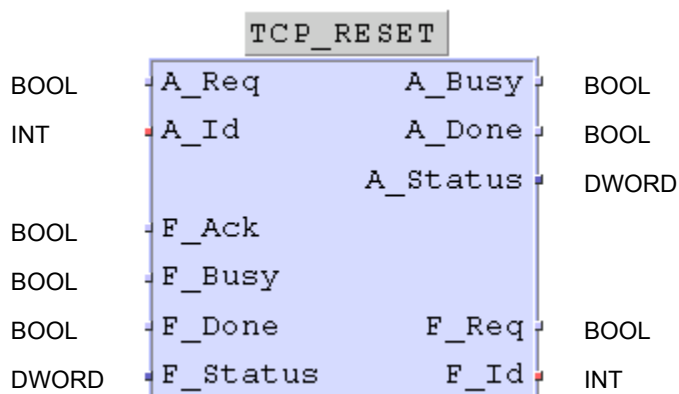 TCP_RESET
BOOL A_Req A_Busy BOOL
INT A_Id A_Done BOOL
A_Status DWORD
BOOL F_Ack
BOOL F_Busy
BOOL F_Done F_Req BOOL
DWORD F_Status F_Id INT